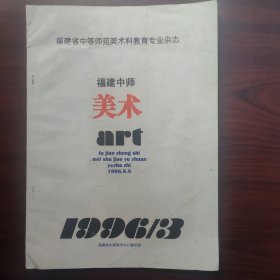 福建省中等师范美术科教育专业杂志
福建中师
美术
art
fu jian zhong shi
mei shu jiao yu zhuan
ye zha zhi
1996.8.8
1996/3